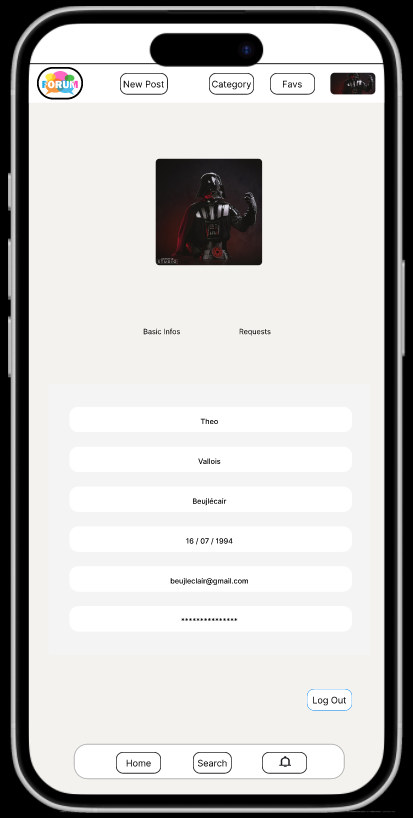 FORUM
New Post
Category
Favs
Basic Infos
Requests
Theo
Vallois
Beujlécair
16 / 07 / 1994
beujleclair@gmail.com
***************
Log Out
Home
Search